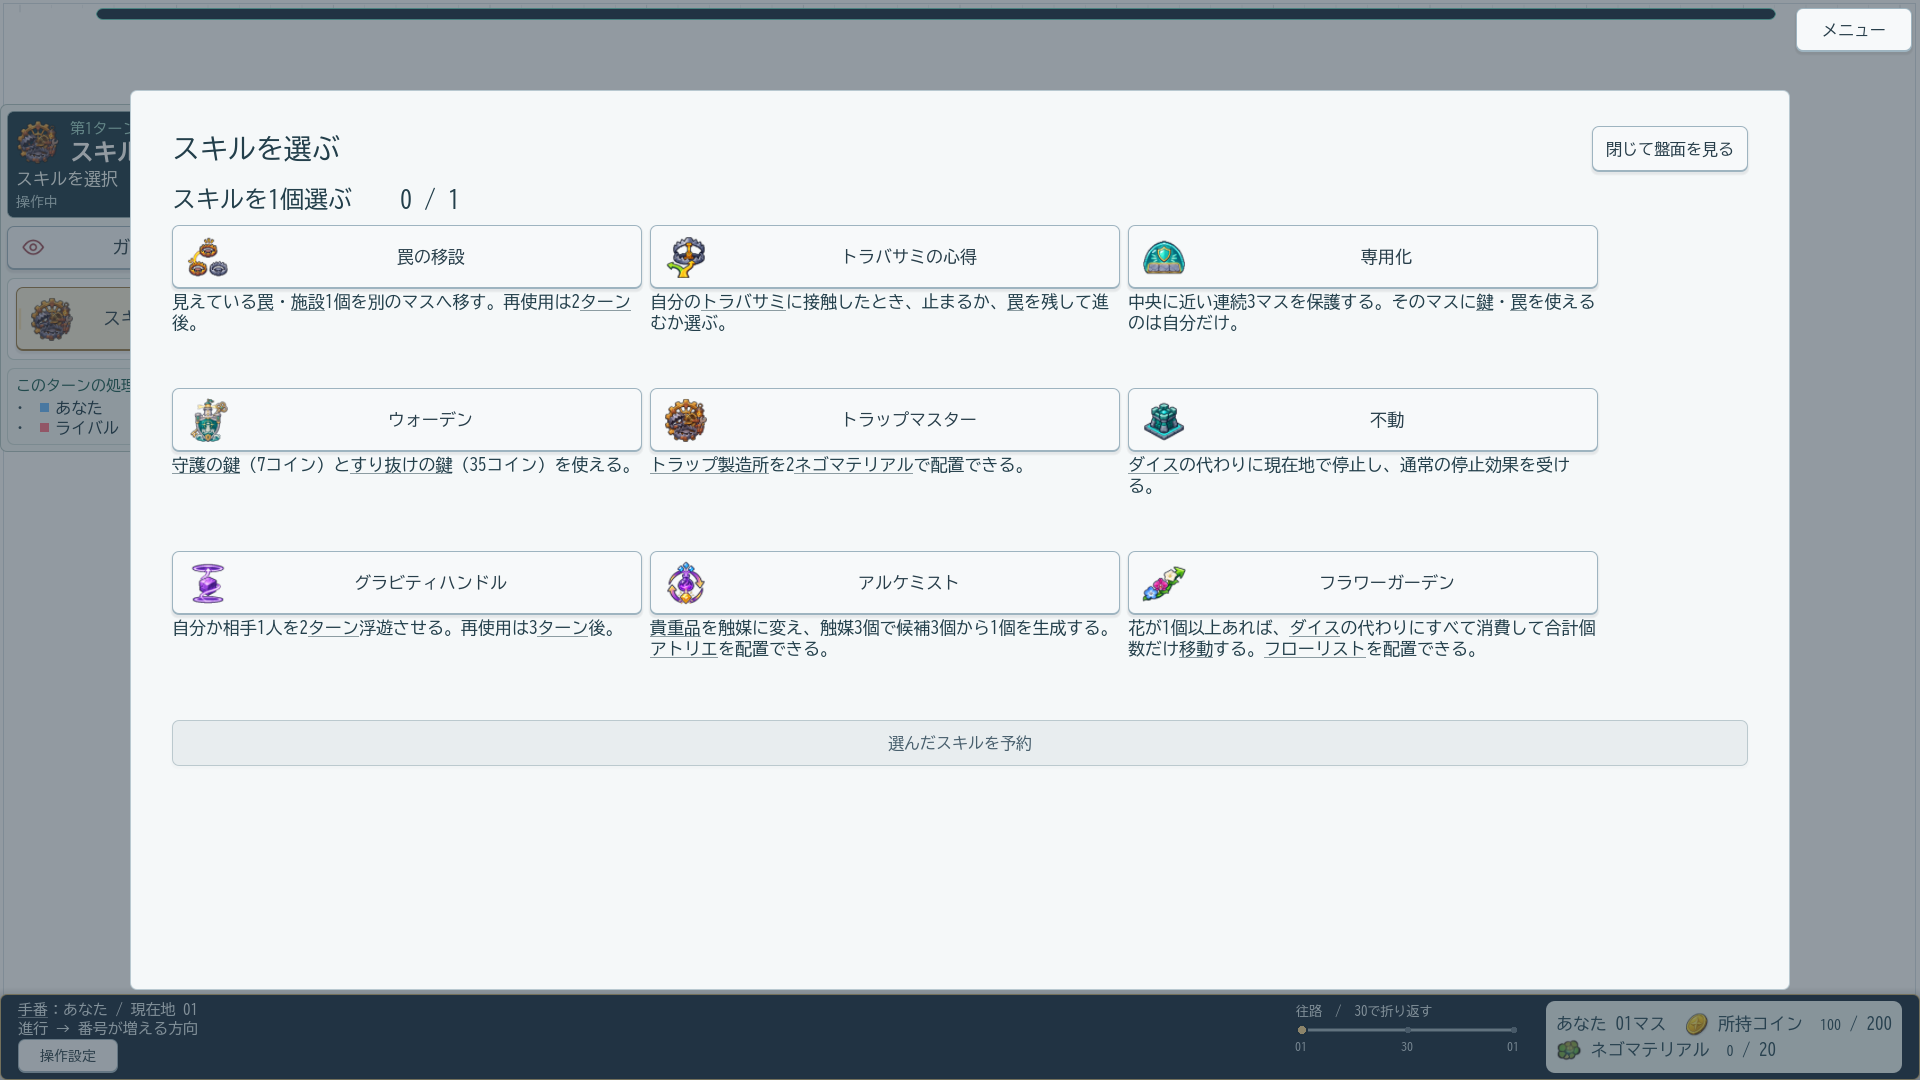 メニュー
第1ターン
スキル
スキルを選択
操作中
ガ
スキ
このターンの処理
・ あなた
・ ライバル
スキルを選ぶ
閉じて盤面を見る
スキルを1個選ぶ 0 / 1
罠の移設
見えている罠・施設1個を別のマスへ移す。再使用は2ターン
後。
トラバサミの心得
自分のトラバサミに接触したとき、止まるか、罠を残して進
むか選ぶ。
専用化
中央に近い連続3マスを保護する。そのマスに鍵・罠を使える
のは自分だけ。
ウォーデン
守護の鍵（7コイン）とすり抜けの鍵（35コイン）を使える。
トラップマスター
トラップ製造所を2ネゴマテリアルで配置できる。
不動
ダイスの代わりに現在地で停止し、通常の停止効果を受け
る。
グラビティハンドル
自分か相手1人を2ターン浮遊させる。再使用は3ターン後。
アルケミスト
貴重品を触媒に変え、触媒3個で候補3個から1個を生成する。
アトリエを配置できる。
フラワーガーデン
花が1個以上あれば、ダイスの代わりにすべて消費して合計個
数だけ移動する。フローリストを配置できる。
選んだスキルを予約
手番：あなた / 現在地 01
進行 → 番号が増える方向
操作設定
往路 / 30で折り返す
01 30 01
あなた 01マス 所持コイン 100 / 200
ネゴマテリアル 0 / 20